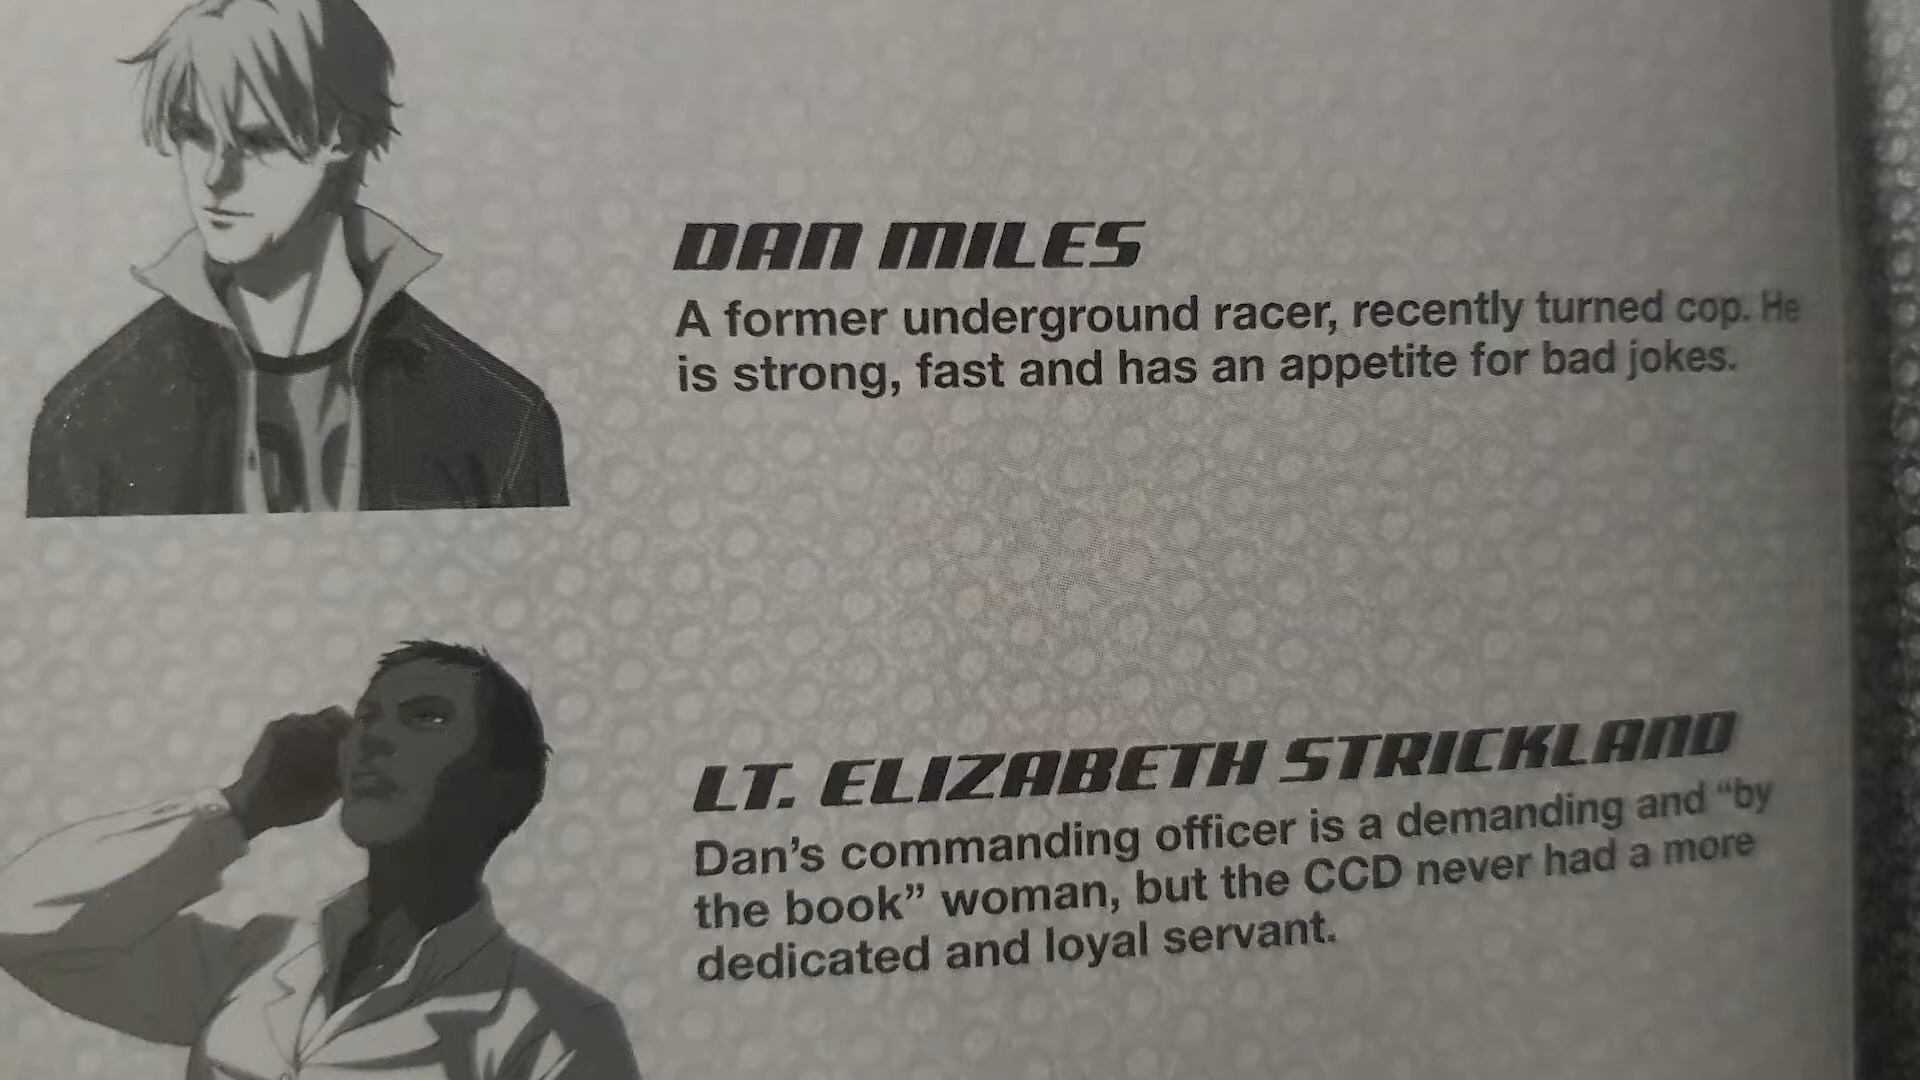 DAN MILES
A former underground racer, recently turned cop. He
is strong, fast and has an appetite for bad jokes.
LT. ELIZABETH STRICKLAND
Dan’s commanding officer is a demanding and “by
the book” woman, but the CCD never had a more
dedicated and loyal servant.